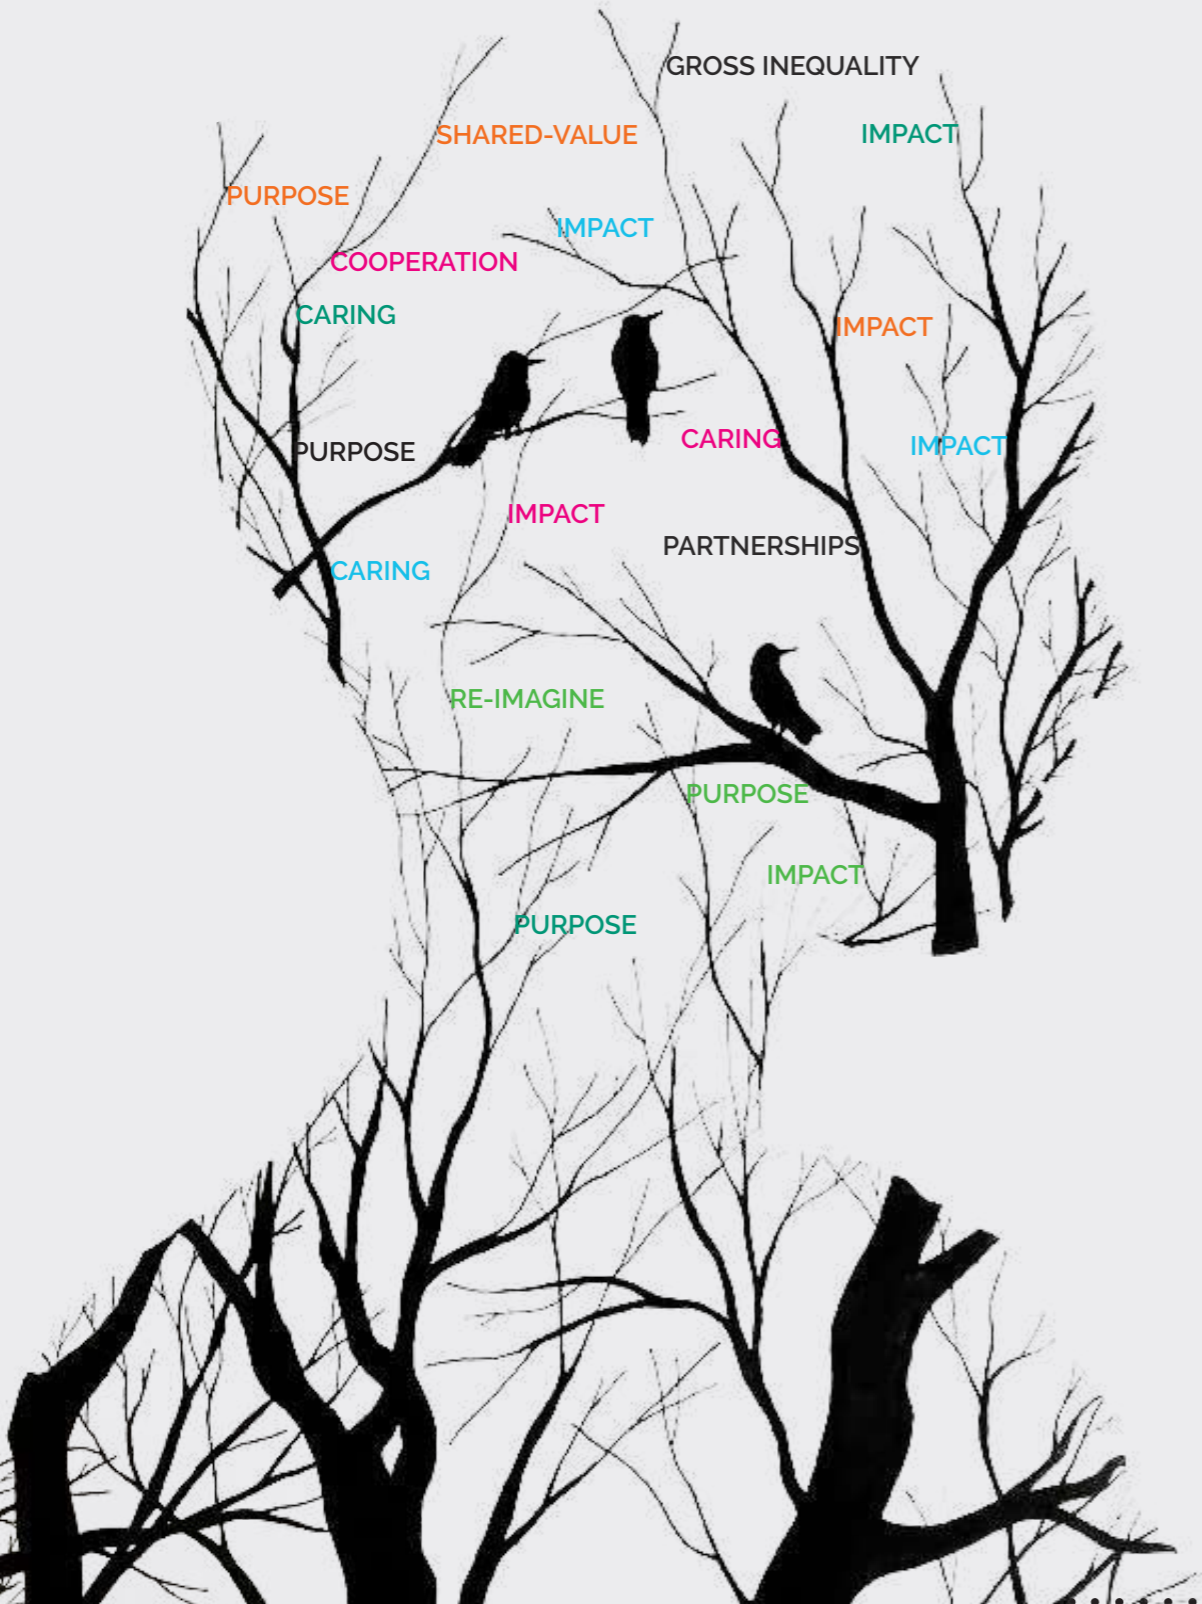 GROSS INEQUALITY
SHARED-VALUE
IMPACT
PURPOSE
IMPACT
COOPERATION
CARING
IMPACT
CARING
IMPACT
PURPOSE
IMPACT
PARTNERSHIPS
CARING
RE-IMAGINE
PURPOSE
IMPACT
PURPOSE